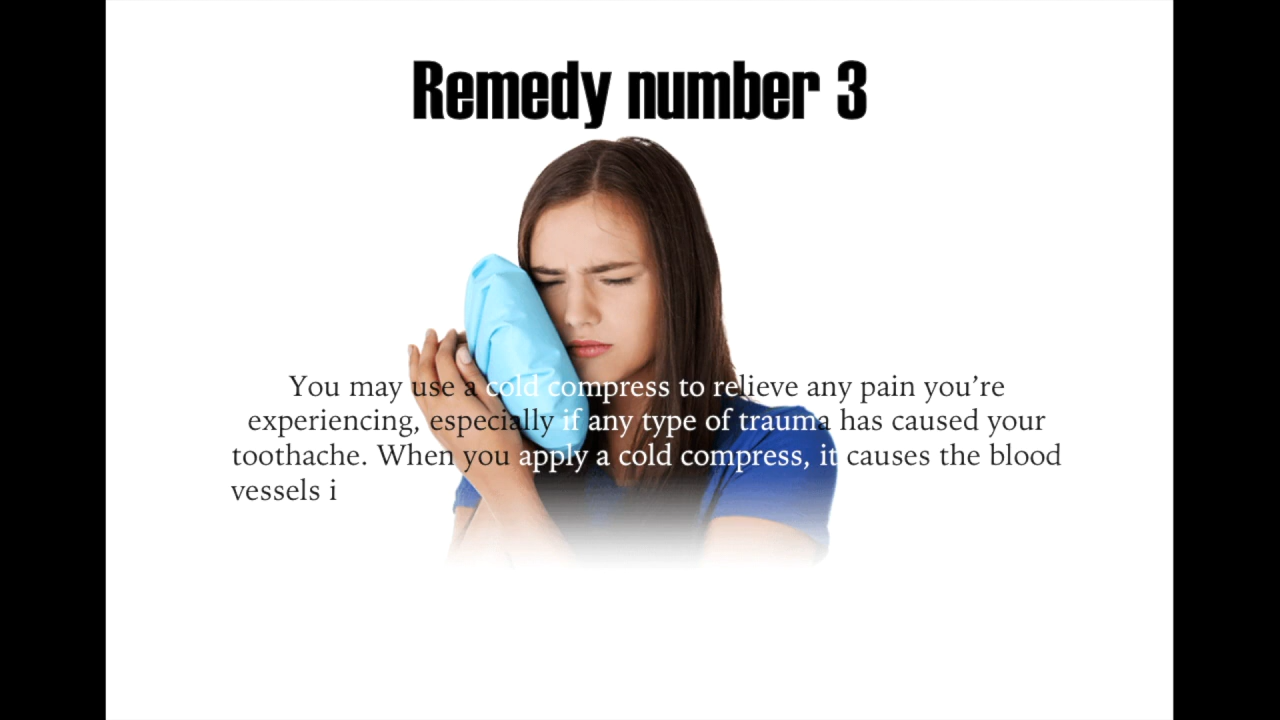 Remedy number 3
You may use a cold compress to relieve any pain you’re
experiencing, especially if any type of trauma has caused your
toothache. When you apply a cold compress, it causes the blood
vessels i